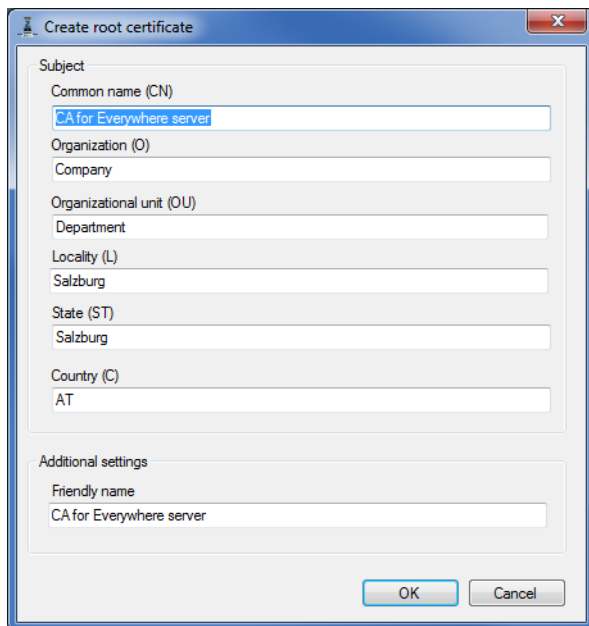 Create root certificate
Subject
Common name (CN)
CA for Everywhere server
Organization (O)
Company
Organizational unit (OU)
Department
Locality (L)
Salzburg
State (ST)
Salzburg
Country (C)
AT
Additional settings
Friendly name
CA for Everywhere server
OK Cancel